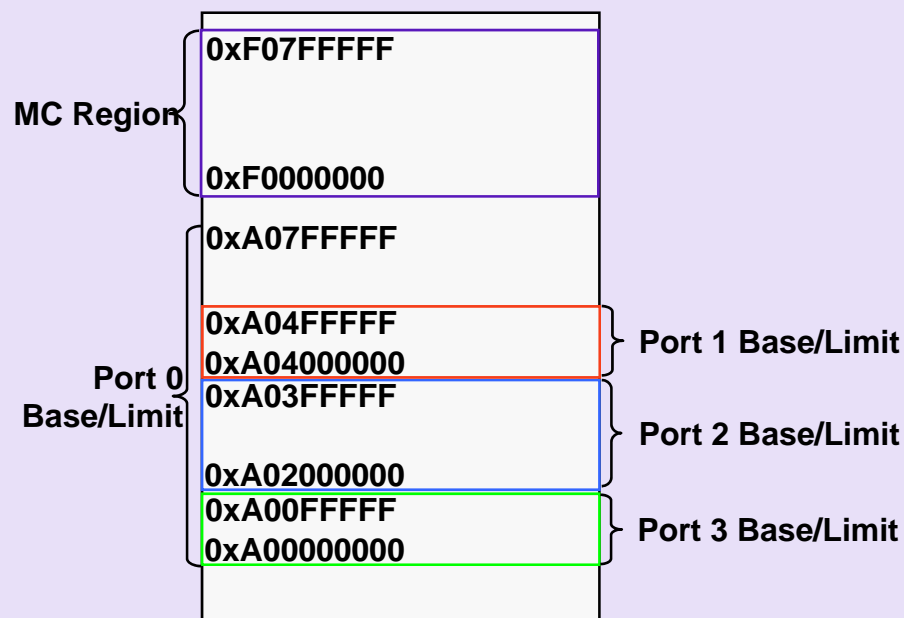 0xF07FFFFF
MC Region
0xF0000000
0xA07FFFFF
0xA04FFFFF
0xA04000000
Port 1 Base/Limit
Port 0
Base/Limit
0xA03FFFFF
0xA02000000
Port 2 Base/Limit
0xA00FFFFF
0xA00000000
Port 3 Base/Limit